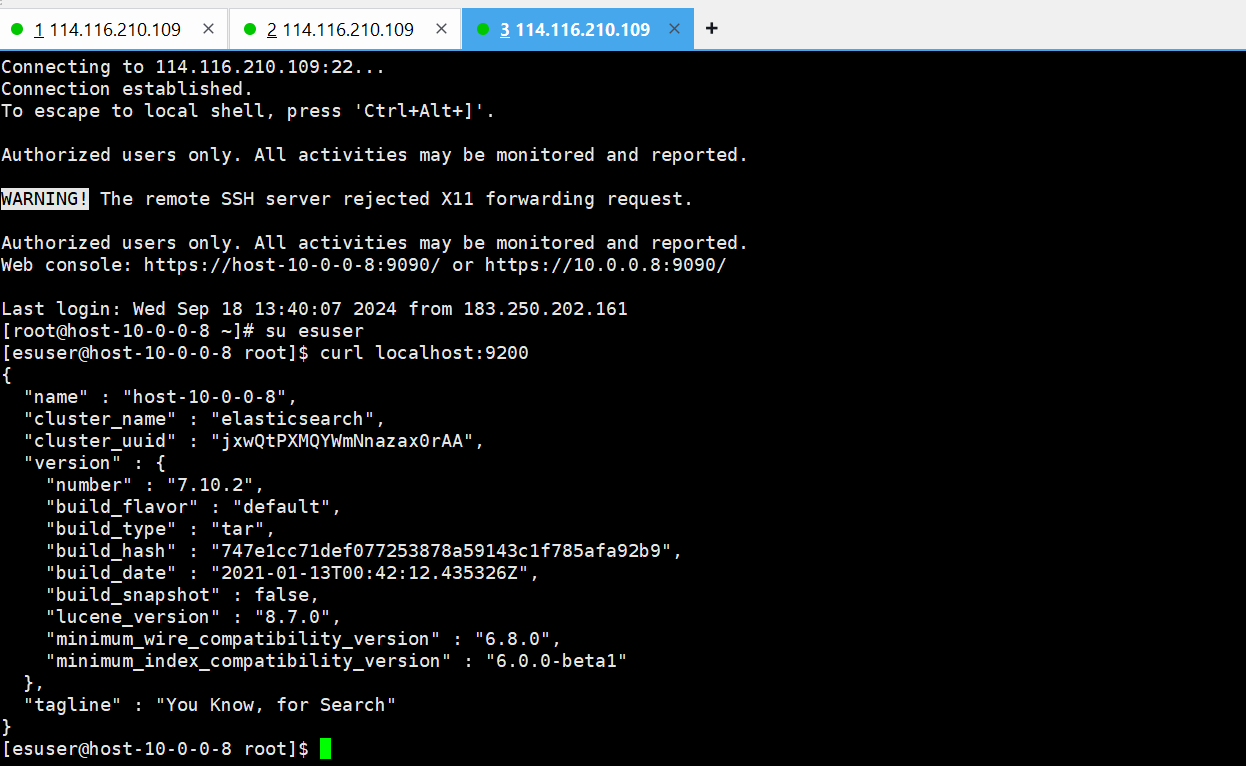 1 114.116.210.109 × 2 114.116.210.109 × 3 114.116.210.109 × +
Connecting to 114.116.210.109:22...
Connection established.
To escape to local shell, press 'Ctrl+Alt+]'.
Authorized users only. All activities may be monitored and reported.
WARNING! The remote SSH server rejected X11 forwarding request.
Authorized users only. All activities may be monitored and reported.
Web console: https://host-10-0-0-8:9090/ or https://10.0.0.8:9090/
Last login: Wed Sep 18 13:40:07 2024 from 183.250.202.161
[root@host-10-0-0-8 ~]# su esuser
[esuser@host-10-0-0-8 root]$ curl localhost:9200
{
  "name" : "host-10-0-0-8",
  "cluster_name" : "elasticsearch",
  "cluster_uuid" : "jxwQtPXMQYWmNnazax0rAA",
  "version" : {
    "number" : "7.10.2",
    "build_flavor" : "default",
    "build_type" : "tar",
    "build_hash" : "747e1cc71def077253878a59143c1f785afa92b9",
    "build_date" : "2021-01-13T00:42:12.435326Z",
    "build_snapshot" : false,
    "lucene_version" : "8.7.0",
    "minimum_wire_compatibility_version" : "6.8.0",
    "minimum_index_compatibility_version" : "6.0.0-beta1"
  },
  "tagline" : "You Know, for Search"
}
[esuser@host-10-0-0-8 root]$